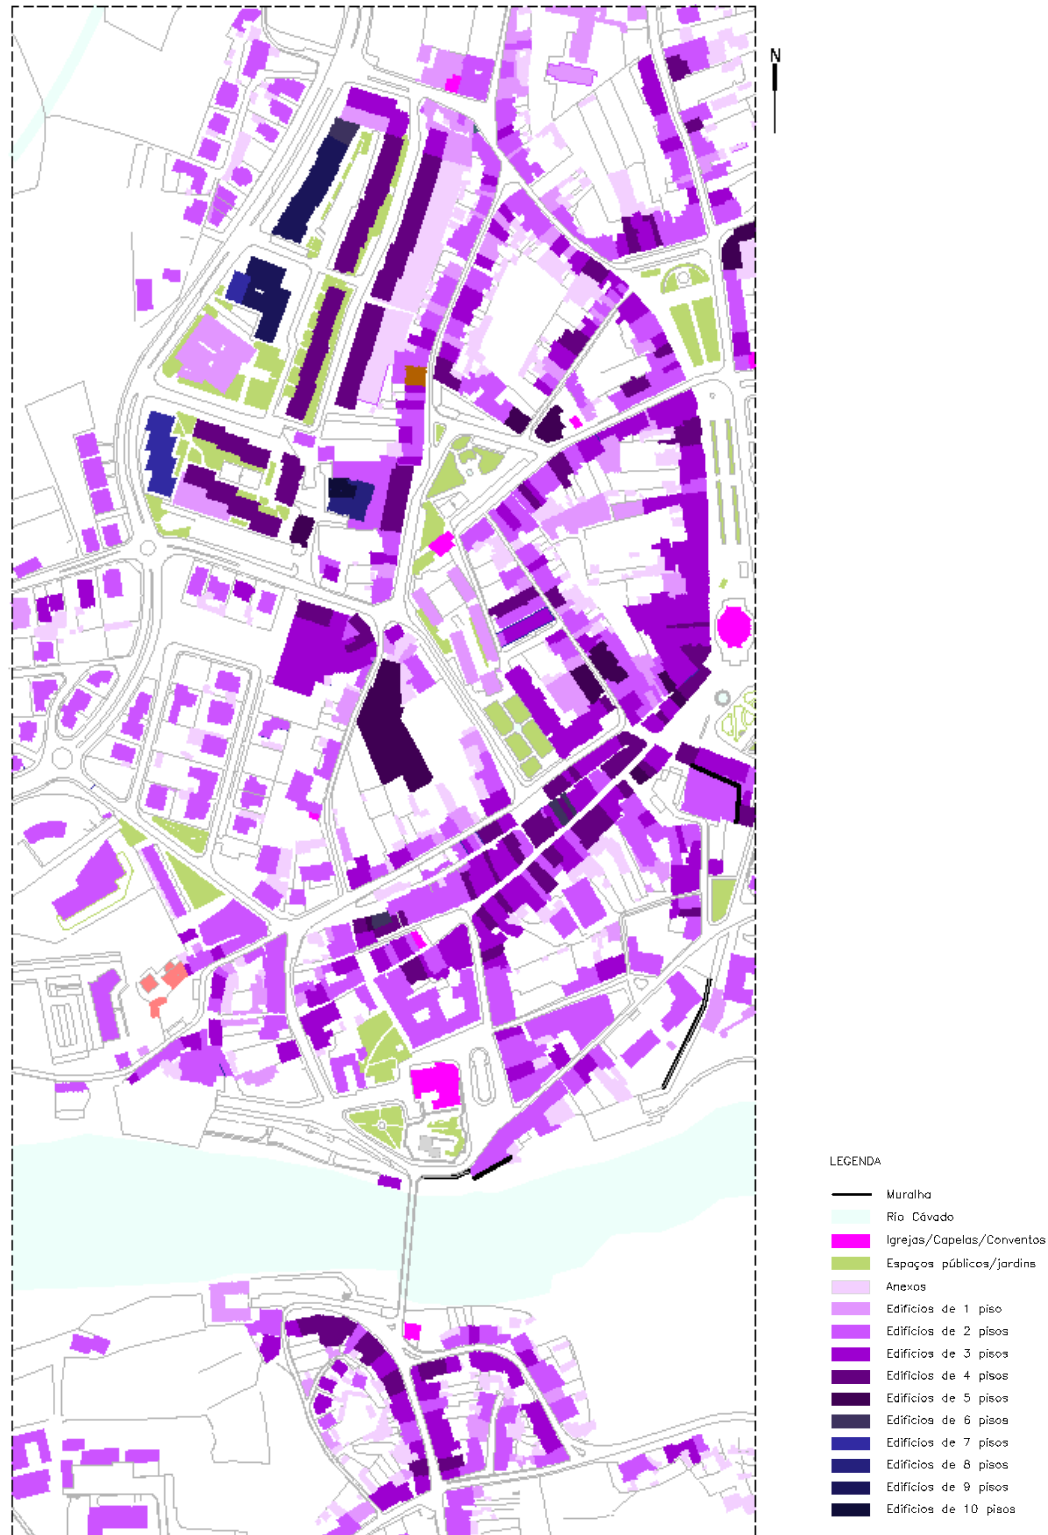 N
LEGENDA
Muralha
Rio Cávado
Igrejas/Capelas/Conventos
Espaços públicos/jardins
Anexos
Edifícios de 1 piso
Edifícios de 2 pisos
Edifícios de 3 pisos
Edifícios de 4 pisos
Edifícios de 5 pisos
Edifícios de 6 pisos
Edifícios de 7 pisos
Edifícios de 8 pisos
Edifícios de 9 pisos
Edifícios de 10 pisos